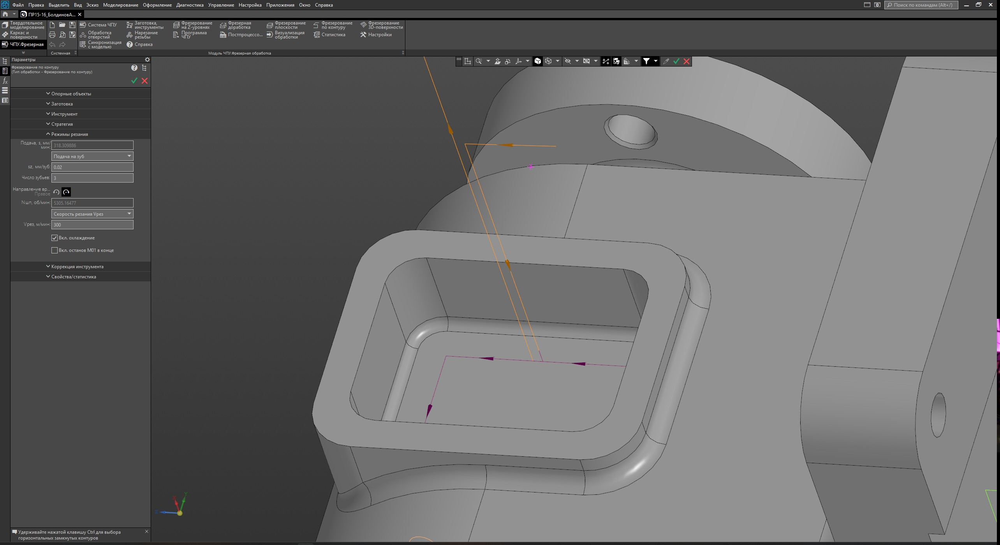 Файл Правка Выделить Вид Эскиз Моделирование Оформление Диагностика Управление Настройка Приложения Окно Справка
Поиск по командам (Alt+/)
ПР15-16_БолдиновА...
Твердотельное моделирование
Каркас и поверхности
ЧПУ.Фрезерная
Системная
Система ЧПУ
Обработка отверстий
Синхронизация с моделью
Заготовка, инструменты
Нарезание резьбы
Справка
Фрезерование на Z-уровнях
Программа ЧПУ
Фрезерная доработка
Постпроцессо...
Фрезерование плоскости
Визуализация обработки
Фрезерование по контуру
Статистика
Фрезерование 3D-поверхности
Настройки
Модуль ЧПУ.Фрезерная обработка
Параметры
Фрезерование по контуру
(Тип обработки - Фрезерование по контуру)
Опорные объекты
Заготовка
Инструмент
Стратегия
Режимы резания
Подача, s, мм/
мин: 318.309886
Подача на зуб
sz, мм/зуб: 0.02
Число зубьев: 3
Направление вр...
Правое
Nшп, об/мин: 5305.16477
Скорость резания Vрез
Vрез, м/мин: 300
Вкл. охлаждение
Вкл. останов М01 в конце
Коррекция инструмента
Свойства/статистика
X
Y
Z
Удерживайте нажатой клавишу Ctrl для выбора
горизонтальных замкнутых контуров